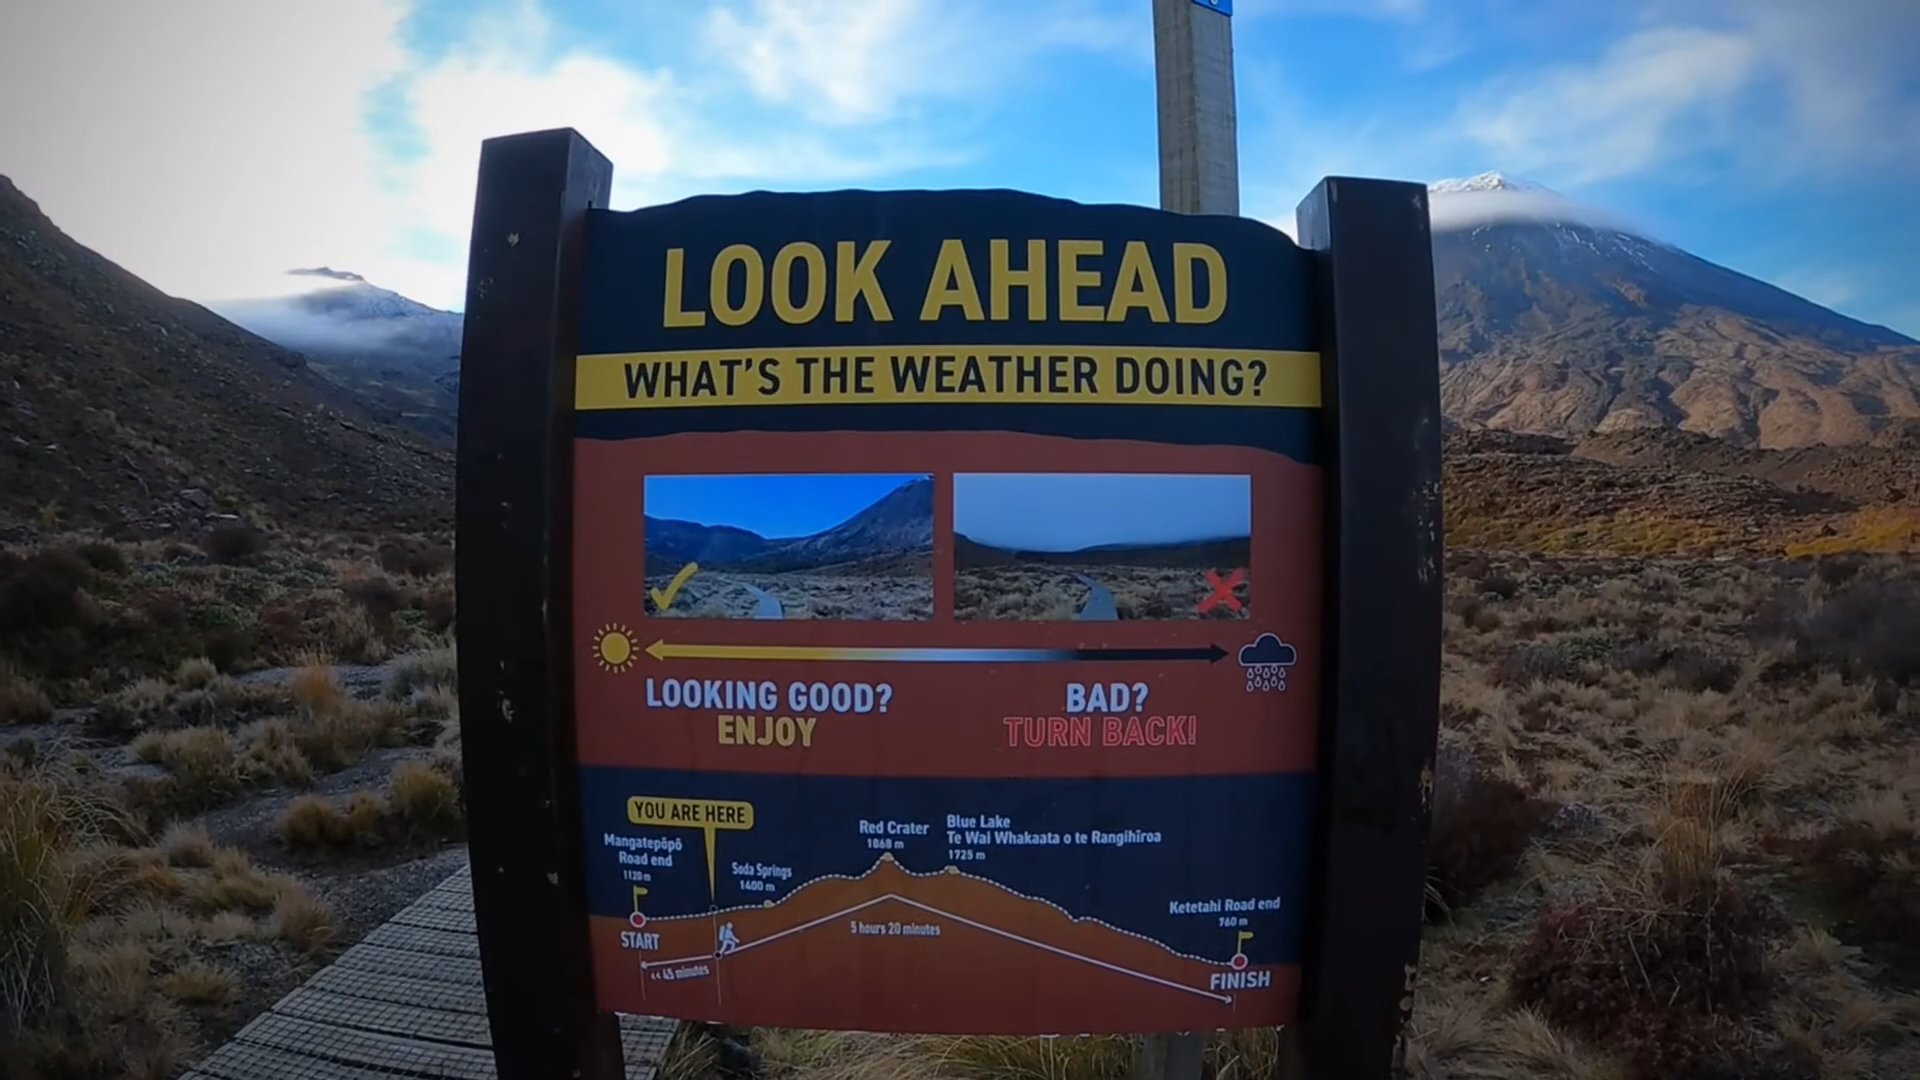 LOOK AHEAD
WHAT'S THE WEATHER DOING?
LOOKING GOOD?
ENJOY
BAD?
TURN BACK!
YOU ARE HERE
Mangatepōpō
Road end
1120 m
Soda Springs
1400 m
Red Crater
1868 m
Blue Lake
Te Wai Whakaata o te Rangihīroa
1725 m
Ketetahi Road end
760 m
START
<< 45 minutes
5 hours 20 minutes
FINISH